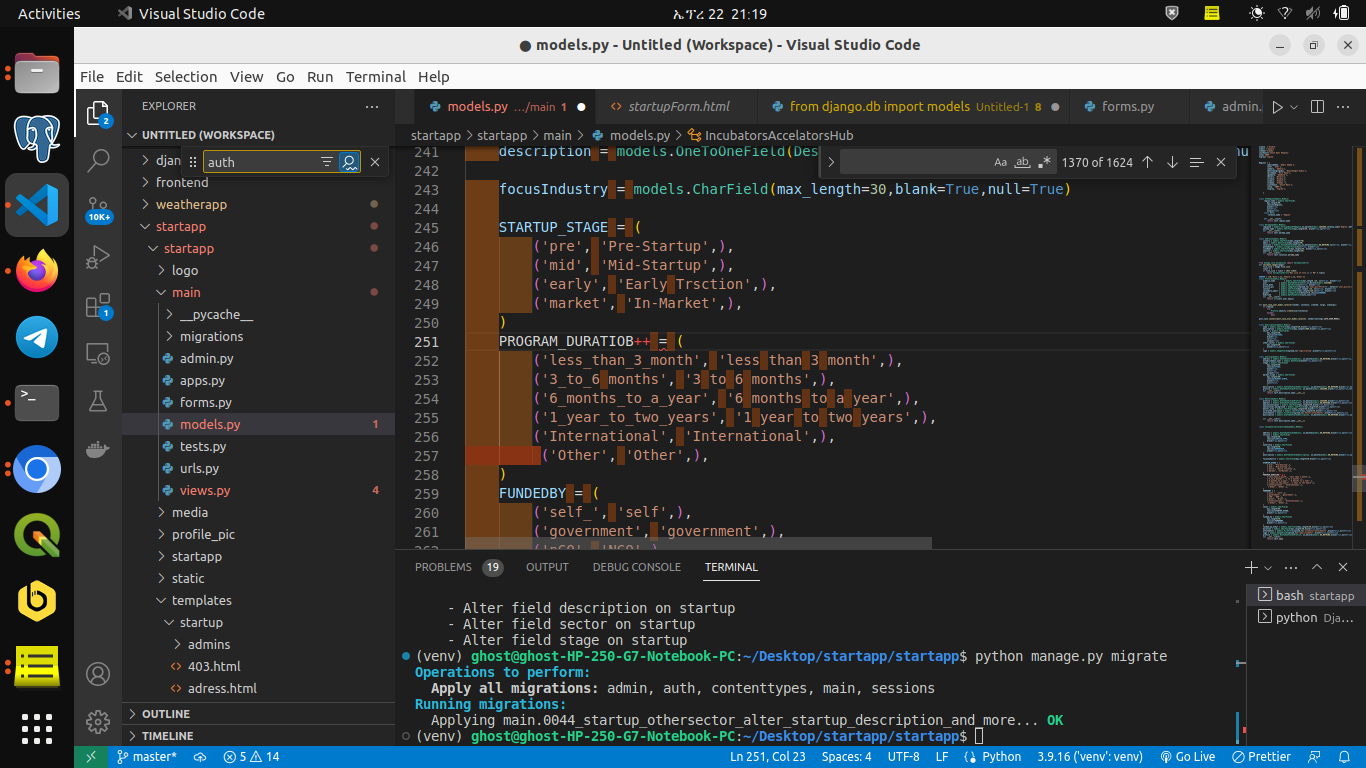 Activities
Visual Studio Code
ኤፕሪ 22 21:19
models.py - Untitled (Workspace) - Visual Studio Code
File Edit Selection View Go Run Terminal Help
EXPLORER
models.py .../main 1
startupForm.html
from django.db import models Untitled-1 8
forms.py
admin.
UNTITLED (WORKSPACE)
startapp > startapp > main > models.py > IncubatorsAccelatorsHub
djan
auth
frontend
weatherapp
startapp
startapp
logo
main
__pycache__
migrations
admin.py
apps.py
forms.py
models.py 1
tests.py
urls.py
views.py 4
media
profile_pic
startapp
static
templates
startup
admins
403.html
adress.html
OUTLINE
TIMELINE
2
10K+
1
Aa ab 1370 of 1624
241 description = models.OneToOneField(Des
242
243 focusIndustry = models.CharField(max_length=30,blank=True,null=True)
244
245 STARTUP_STAGE = (
246 ('pre', 'Pre-Startup',),
247 ('mid', 'Mid-Startup',),
248 ('early', 'Early Trsction',),
249 ('market', 'In-Market',),
250 )
251 PROGRAM_DURATIOB++ = (
252 ('less_than_3_month', 'less than 3 month',),
253 ('3_to_6 months', '3 to 6 months',),
254 ('6_months_to_a_year', '6 months to a year',),
255 ('1_year_to_two_years', '1 year to two years',),
256 ('International', 'International',),
257 ('Other', 'Other',),
258 )
259 FUNDEDBY = (
260 ('self_', 'self',),
261 ('government', 'government',),
PROBLEMS 19 OUTPUT DEBUG CONSOLE TERMINAL
- Alter field description on startup
- Alter field sector on startup
- Alter field stage on startup
(venv) ghost@ghost-HP-250-G7-Notebook-PC:~/Desktop/startapp/startapp$ python manage.py migrate
Operations to perform:
Apply all migrations: admin, auth, contenttypes, main, sessions
Running migrations:
Applying main.0044_startup_othersector_alter_startup_description_and_more... OK
(venv) ghost@ghost-HP-250-G7-Notebook-PC:~/Desktop/startapp/startapp$
bash startapp
python Dja...
master* 5 14
Ln 251, Col 23 Spaces: 4 UTF-8 LF Python 3.9.16 ('venv': venv) Go Live Prettier